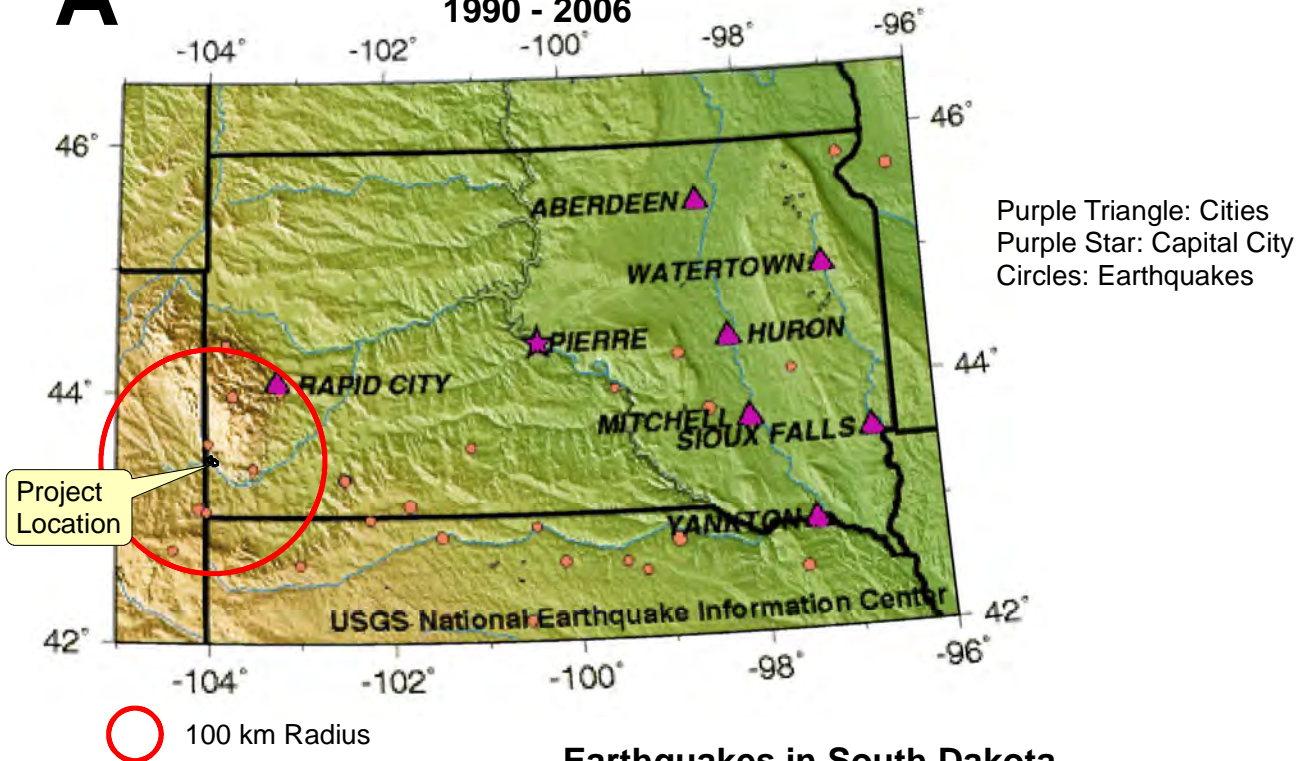 A
1990 - 2006
-104°
-102°
-100°
-98°
-96°
46°
46°
ABERDEEN
WATERTOWN
PIERRE
HURON
44°
44°
RAPID CITY
MITCHELL
SIOUX FALLS
YANKTON
Project
Location
USGS National Earthquake Information Center
42°
42°
-104°
-102°
-100°
-98°
-96°
Purple Triangle: Cities
Purple Star: Capital City
Circles: Earthquakes
100 km Radius
Earthquakes in South Dakota